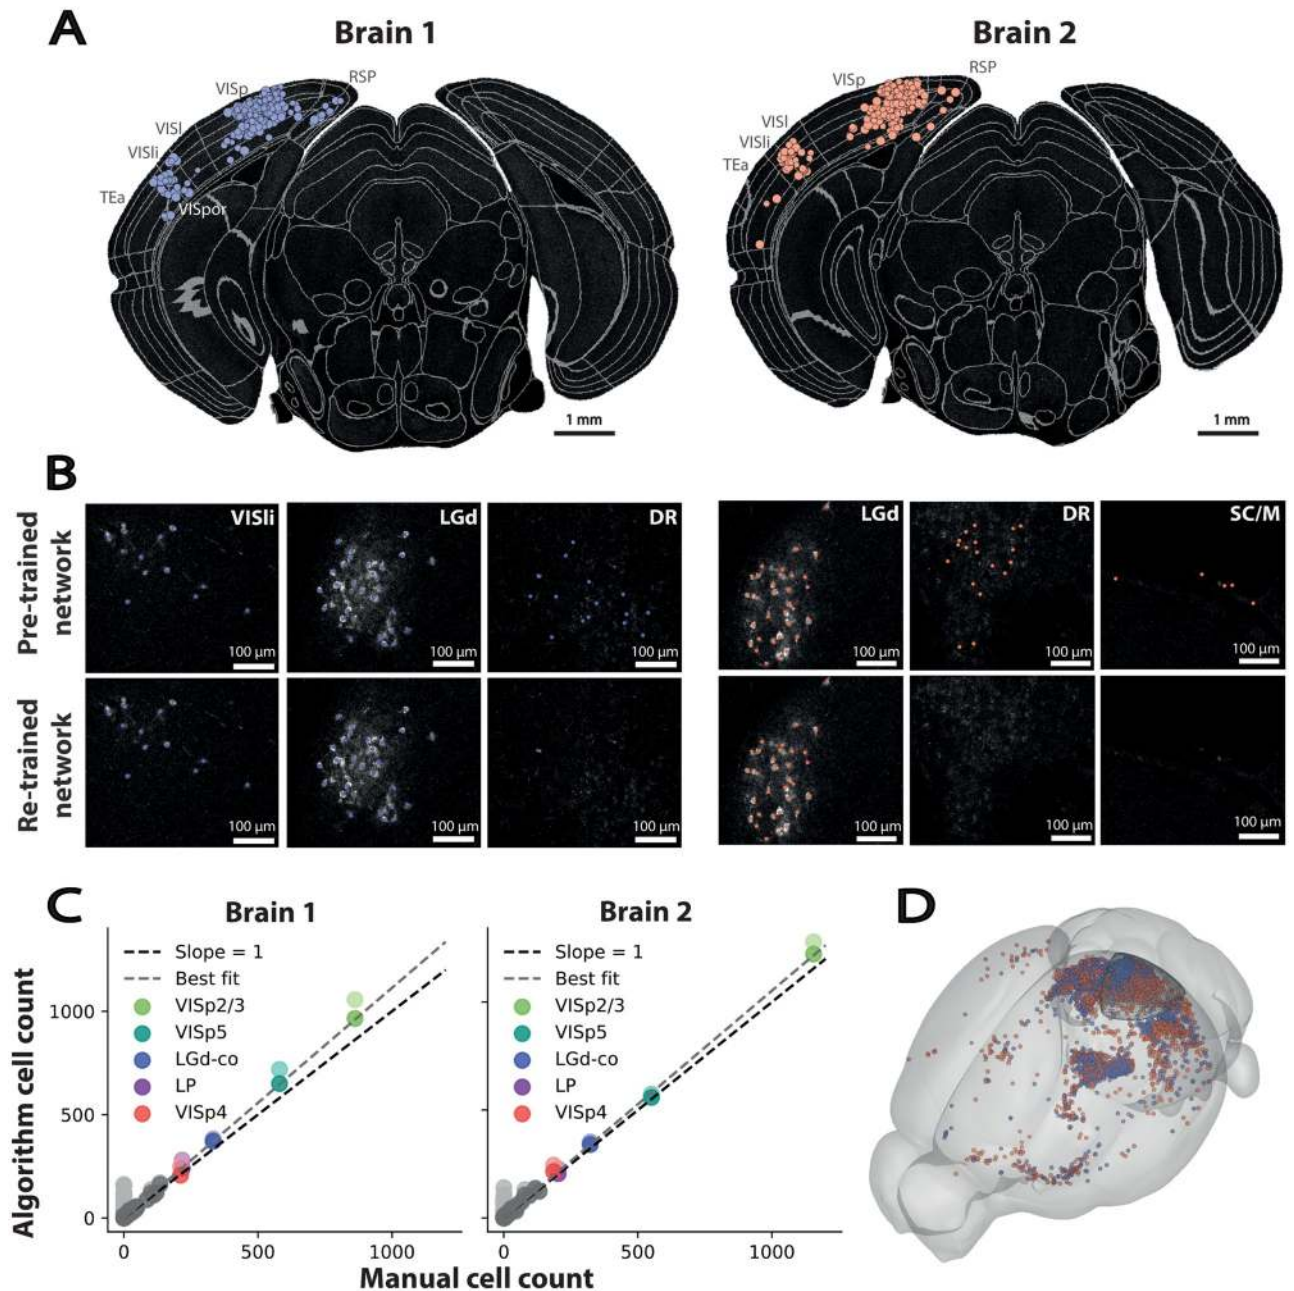 A
Brain 1
Brain 2
VISp
RSP
VISl
VISli
TEa
VISpor
1 mm
VISp
RSP
VISl
VISli
TEa
1 mm
B
Pre-trained
network
VISli
LGd
DR
LGd
DR
SC/M
100 µm
100 µm
100 µm
100 µm
100 µm
100 µm
Re-trained
network
100 µm
100 µm
100 µm
100 µm
100 µm
100 µm
C
Brain 1
Brain 2
D
Algorithm cell count
1000
500
0
Slope = 1
Best fit
VISp2/3
VISp5
LGd-co
LP
VISp4
Slope = 1
Best fit
VISp2/3
VISp5
LGd-co
LP
VISp4
0
500
1000
0
500
1000
Manual cell count